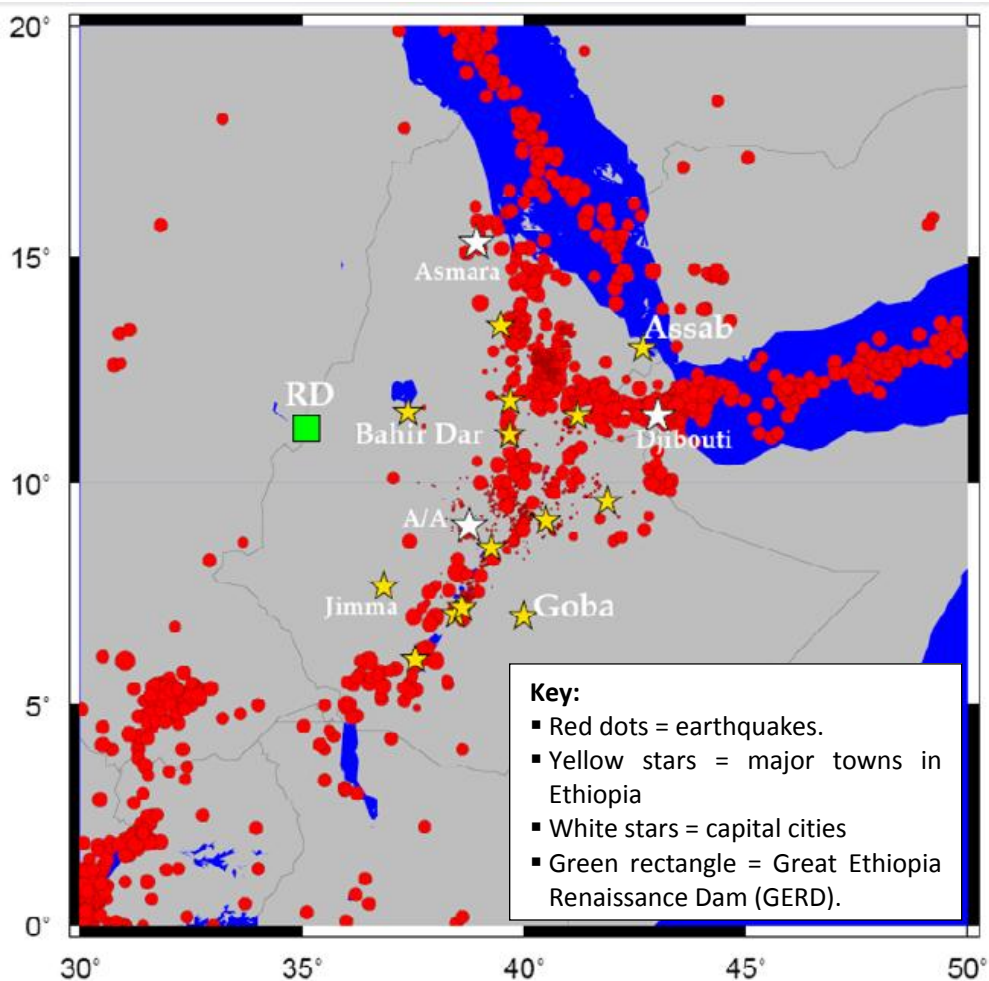 20°
15°
10°
5°
0°
30°
35°
40°
45°
50°
Asmara
Assab
RD
Bahir Dar
Djibouti
A/A
Jimma
Goba
Key:
▪ Red dots = earthquakes.
▪ Yellow stars = major towns in
Ethiopia
▪ White stars = capital cities
▪ Green rectangle = Great Ethiopia
Renaissance Dam (GERD).